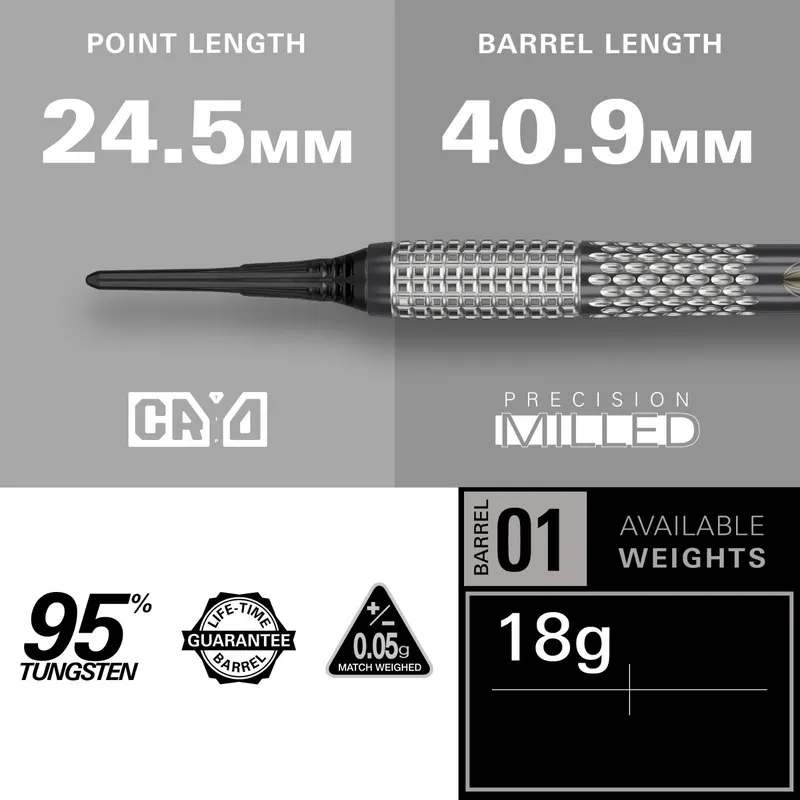 POINT LENGTH
24.5MM
BARREL LENGTH
40.9MM
CRYO
PRECISION
MILLED
95%
TUNGSTEN
LIFE-TIME
GUARANTEE
BARREL
+/-
0.05g
MATCH WEIGHED
BARREL
01
AVAILABLE
WEIGHTS
18g